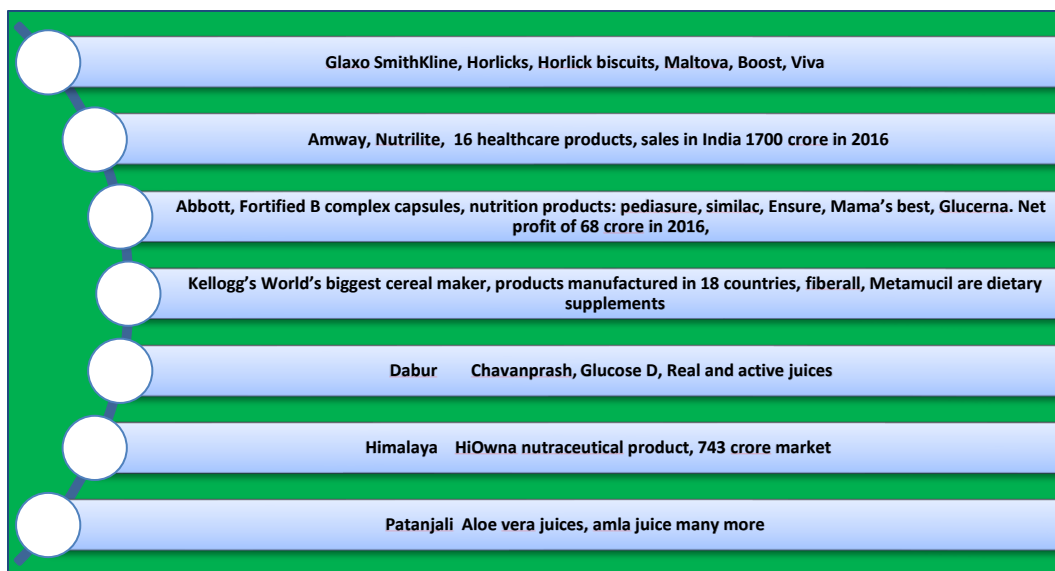 Glaxo SmithKline, Horlicks, Horlick biscuits, Maltova, Boost, Viva
Amway, Nutrilite, 16 healthcare products, sales in India 1700 crore in 2016
Abbott, Fortified B complex capsules, nutrition products: pediasure, similac, Ensure, Mama's best, Glucerna. Net
profit of 68 crore in 2016,
Kellogg's World's biggest cereal maker, products manufactured in 18 countries, fiberall, Metamucil are dietary
supplements
Dabur Chavanprash, Glucose D, Real and active juices
Himalaya HiOwna nutraceutical product, 743 crore market
Patanjali Aloe vera juices, amla juice many more